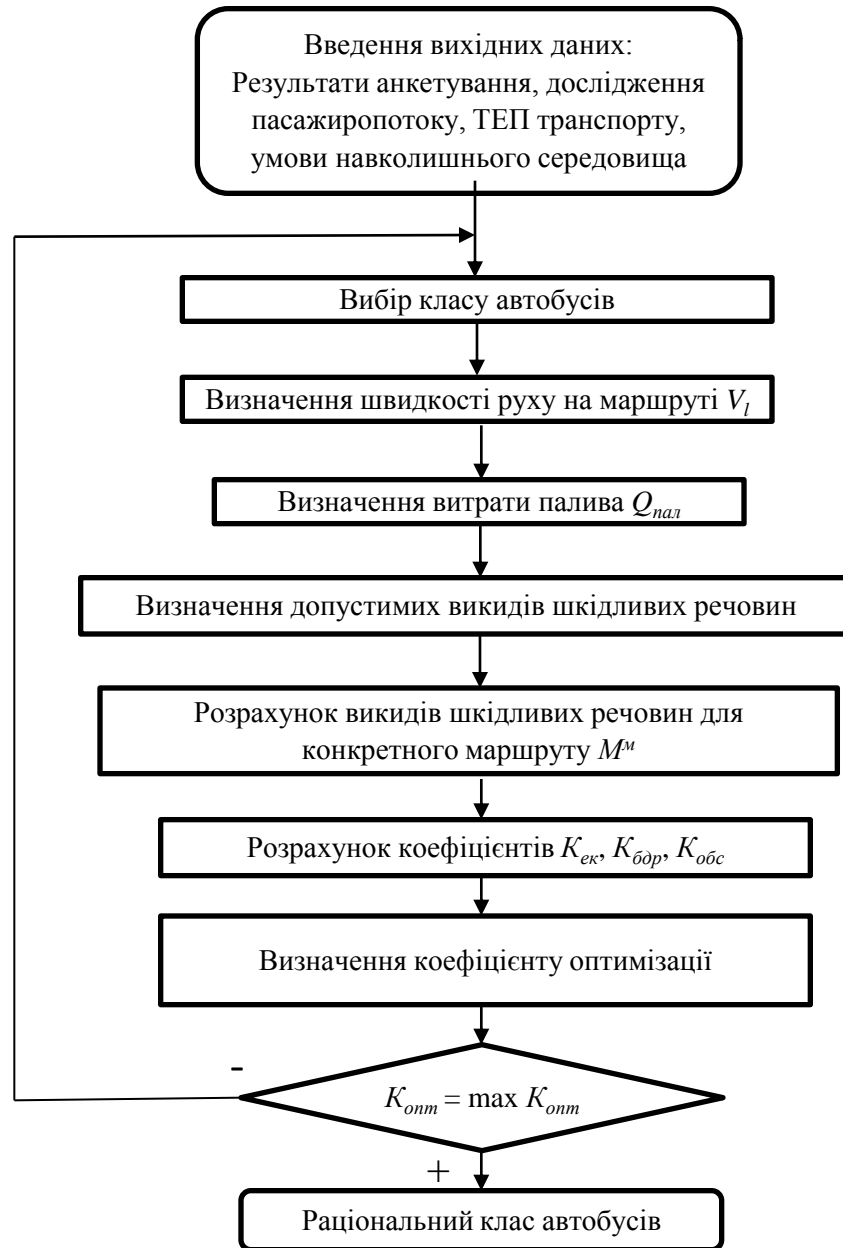 Введення вихідних даних:
Результати анкетування, дослідження
пасажиропотоку, ТЕП транспорту,
умови навколишнього середовища
Вибір класу автобусів
Визначення швидкості руху на маршруті Vl
Визначення витрати палива Qпал
Визначення допустимих викидів шкідливих речовин
Розрахунок викидів шкідливих речовин для
конкретного маршруту Mм
Розрахунок коефіцієнтів Kек, Kбдр, Kобс
Визначення коефіцієнту оптимізації
-
Kопт = max Kопт
+
Раціональний клас автобусів